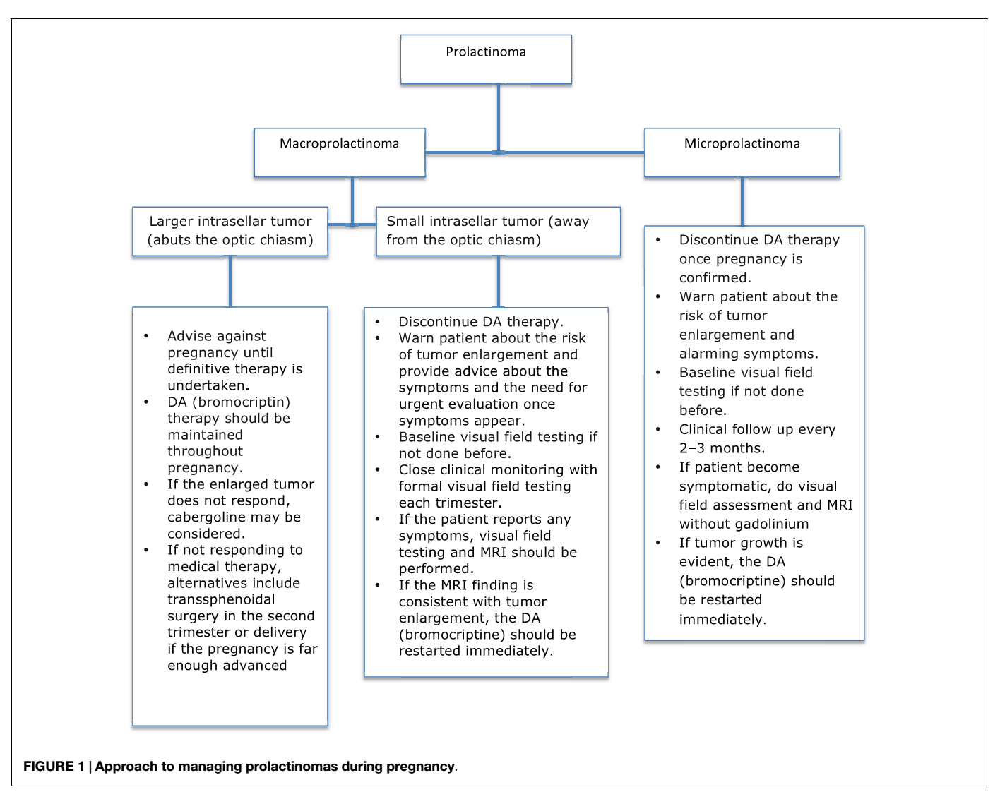 Prolactinoma
Macroprolactinoma
Microprolactinoma
Larger intrasellar tumor
(abuts the optic chiasm)
Small intrasellar tumor (away
from the optic chiasm)
• Advise against
pregnancy until
definitive therapy is
undertaken.
• DA (bromocriptin)
therapy should be
maintained
throughout
pregnancy.
• If the enlarged tumor
does not respond,
cabergoline may be
considered.
• If not responding to
medical therapy,
alternatives include
transsphenoidal
surgery in the second
trimester or delivery
if the pregnancy is far
enough advanced
• Discontinue DA therapy.
• Warn patient about the risk
of tumor enlargement and
provide advice about the
symptoms and the need for
urgent evaluation once
symptoms appear.
• Baseline visual field testing if
not done before.
• Close clinical monitoring with
formal visual field testing
each trimester.
• If the patient reports any
symptoms, visual field
testing and MRI should be
performed.
• If the MRI finding is
consistent with tumor
enlargement, the DA
(bromocriptine) should be
restarted immediately.
• Discontinue DA therapy
once pregnancy is
confirmed.
• Warn patient about the
risk of tumor
enlargement and
alarming symptoms.
• Baseline visual field
testing if not done
before.
• Clinical follow up every
2–3 months.
• If patient become
symptomatic, do visual
field assessment and MRI
without gadolinium
• If tumor growth is
evident, the DA
(bromocriptine) should
be restarted
immediately.
FIGURE 1 | Approach to managing prolactinomas during pregnancy.